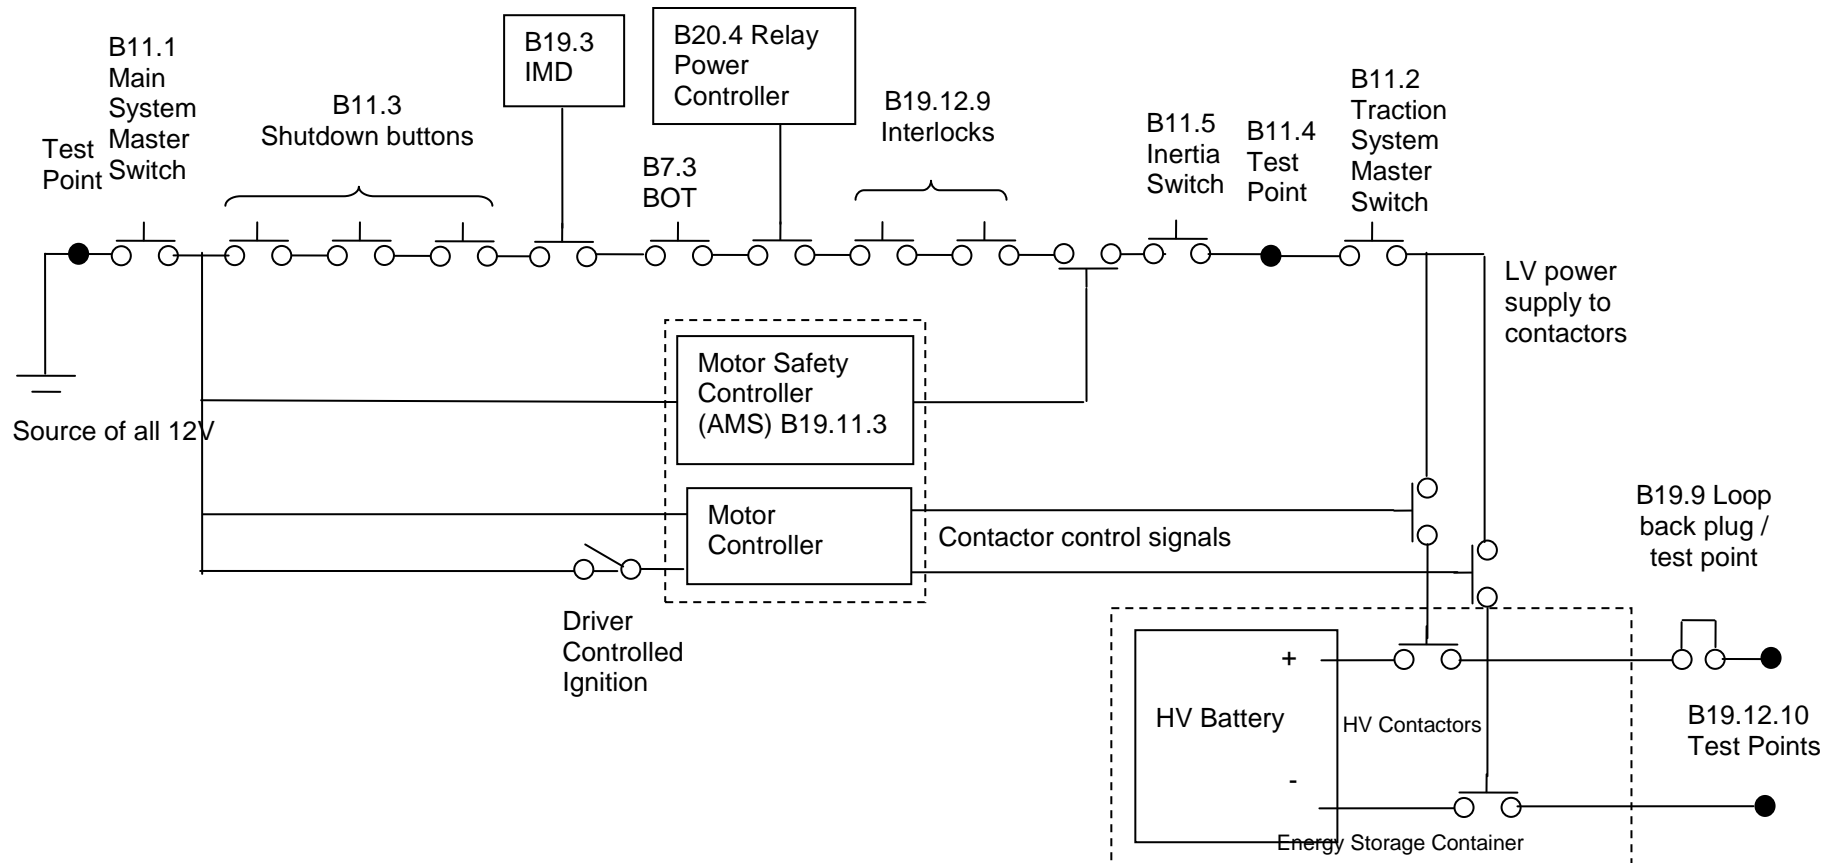 Test
Point
B11.1
Main
System
Master
Switch
B11.3
Shutdown buttons
B19.3
IMD
B7.3
BOT
B20.4 Relay
Power
Controller
B19.12.9
Interlocks
B11.5
Inertia
Switch
B11.4
Test
Point
B11.2
Traction
System
Master
Switch
LV power
supply to
contactors
Source of all 12V
Motor Safety
Controller
(AMS) B19.11.3
Motor
Controller
Contactor control signals
Driver
Controlled
Ignition
B19.9 Loop
back plug /
test point
+
HV Battery
-
HV Contactors
Energy Storage Container
B19.12.10
Test Points